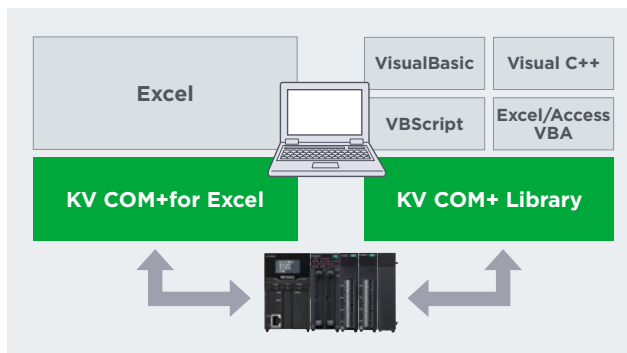 Excel
VisualBasic
Visual C++
VBScript
Excel/Access
VBA
KV COM+for Excel
KV COM+ Library